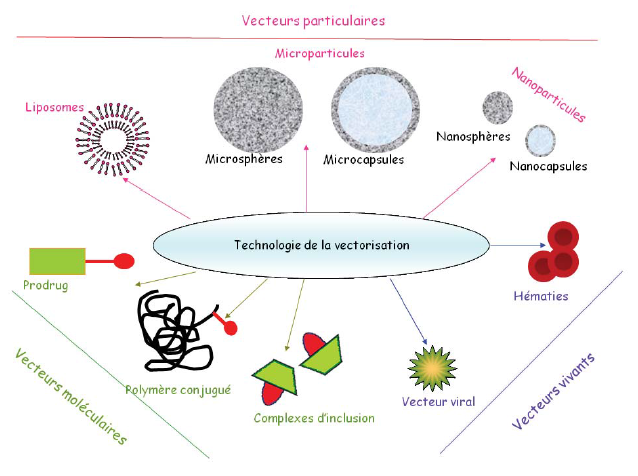 Vecteurs particulaires
Microparticules
Liposomes
Nanoparticules
Microsphères
Microcapsules
Nanosphères
Nanocapsules
Technologie de la vectorisation
Prodrug
Hématies
Polymère conjugué
Complexes d'inclusion
Vecteur viral
Vecteurs moléculaires
Vecteurs vivants